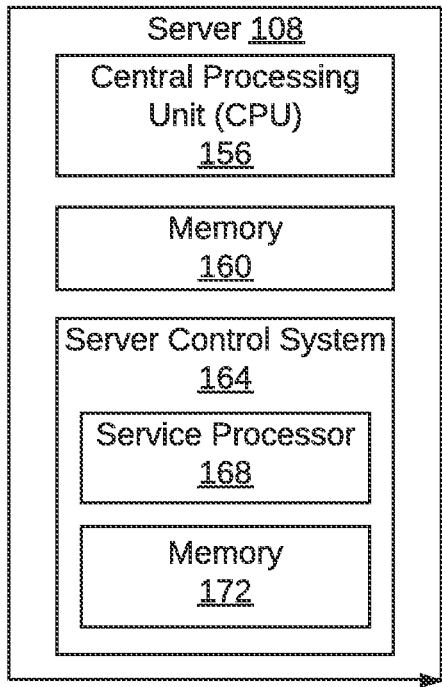 Server 108
Central Processing
Unit (CPU)
156
Memory
160
Server Control System
164
Service Processor
168
Memory
172